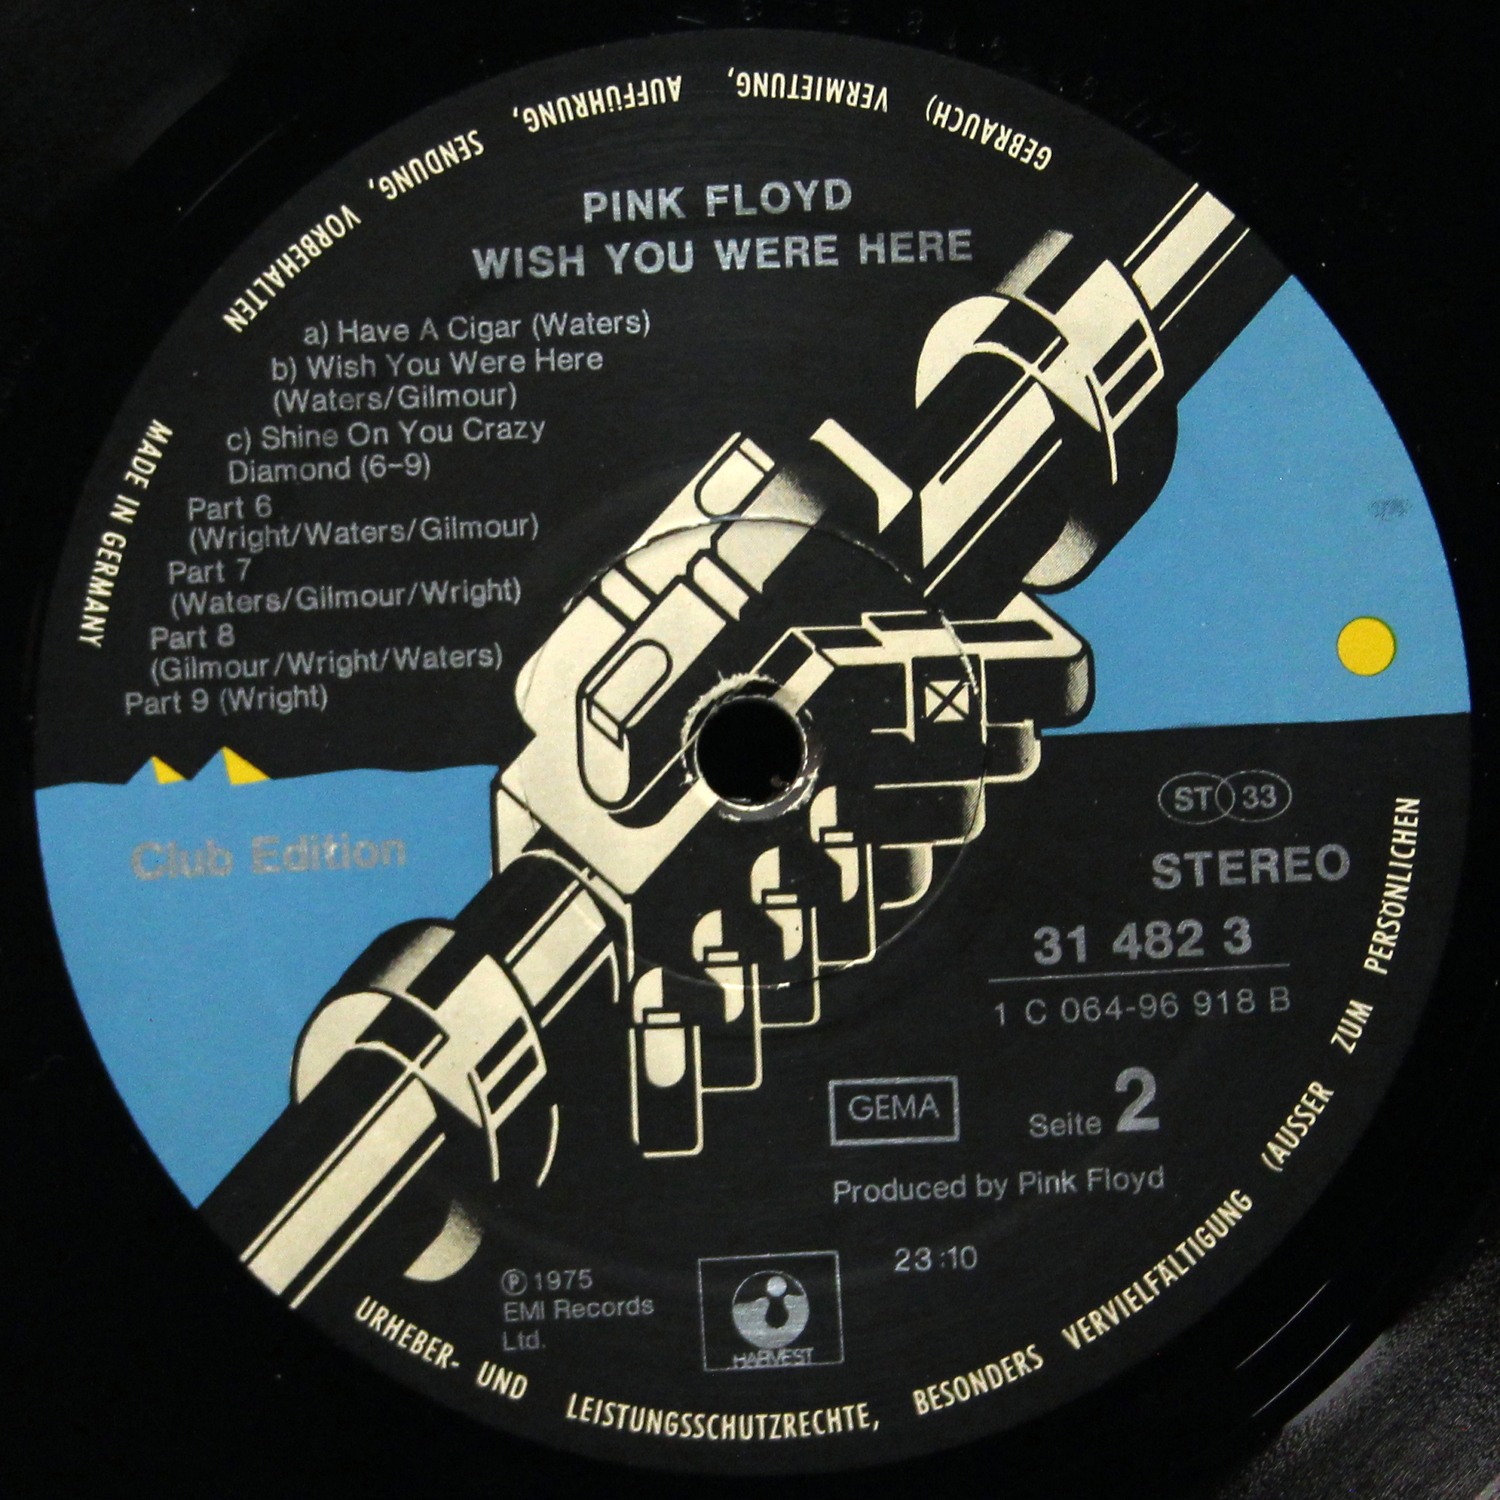 PINK FLOYD
WISH YOU WERE HERE
a) Have A Cigar (Waters)
b) Wish You Were Here
(Waters/Gilmour)
c) Shine On You Crazy
Diamond (6–9)
Part 6
(Wright/Waters/Gilmour)
Part 7
(Waters/Gilmour/Wright)
Part 8
(Gilmour/Wright/Waters)
Part 9 (Wright)
Club Edition
ST 33
STEREO
31 482 3
1 C 064-96 918 B
GEMA
Seite 2
Produced by Pink Floyd
23:10
Ⓟ 1975
EMI Records
Ltd.
HARVEST
MADE IN GERMANY
URHEBER- UND LEISTUNGSSCHUTZRECHTE, BESONDERS VERVIELFÄLTIGUNG (AUSSER ZUM PERSÖNLICHEN GEBRAUCH) VERMIETUNG, AUFFÜHRUNG, SENDUNG, VORBEHALTEN